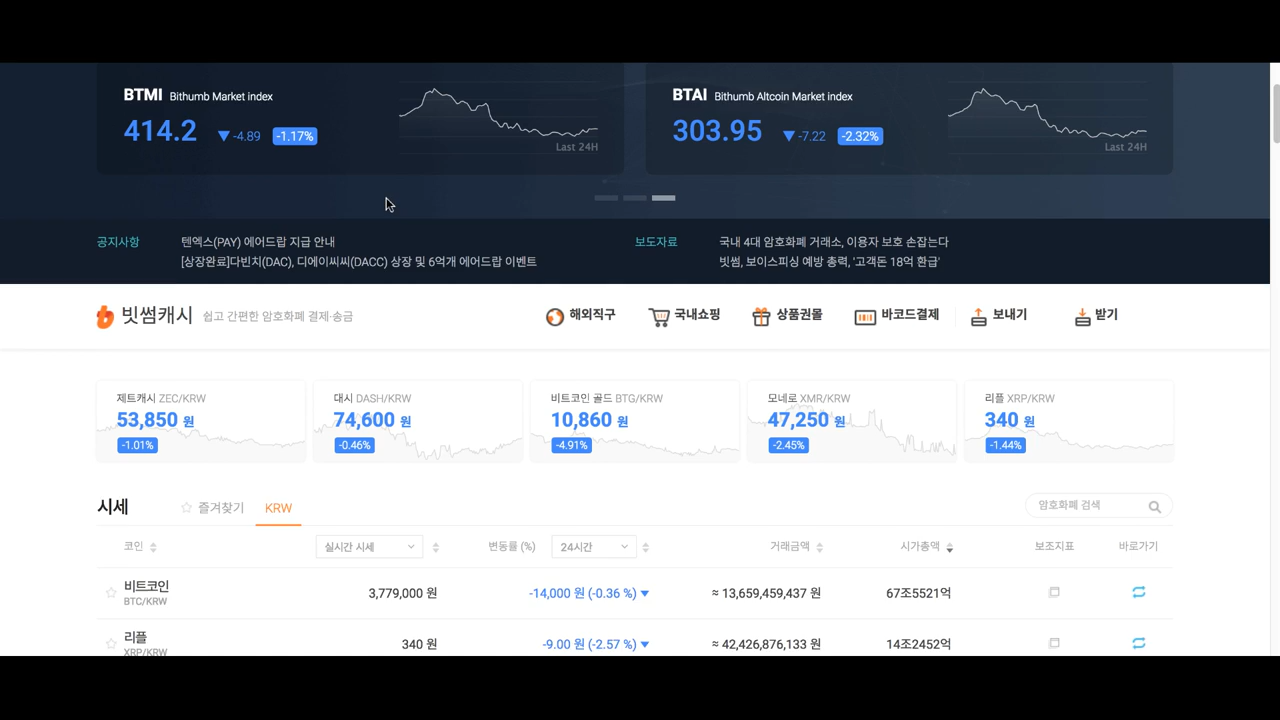 BTMI Bithumb Market index
414.2 ▼ -4.89 -1.17%
Last 24H
BTAI Bithumb Altcoin Market index
303.95 ▼ -7.22 -2.32%
Last 24H
공지사항
텐엑스(PAY) 에어드랍 지급 안내
[상장완료]다빈치(DAC), 디에이씨씨(DACC) 상장 및 6억개 에어드랍 이벤트
보도자료
국내 4대 암호화폐 거래소, 이용자 보호 손잡는다
빗썸, 보이스피싱 예방 총력, '고객돈 18억 환급'
빗썸캐시 쉽고 간편한 암호화폐 결제·송금
해외직구 국내쇼핑 상품권몰 바코드결제 보내기 받기
제트캐시 ZEC/KRW
53,850 원
-1.01%
대시 DASH/KRW
74,600 원
-0.46%
비트코인 골드 BTG/KRW
10,860 원
-4.91%
모네로 XMR/KRW
47,250 원
-2.45%
리플 XRP/KRW
340 원
-1.44%
시세 즐겨찾기 KRW 암호화폐 검색
코인 실시간 시세 변동률 (%) 24시간 거래금액 시가총액 보조지표 바로가기
비트코인 3,779,000 원 -14,000 원 (-0.36 %) ▼ ≈ 13,659,459,437 원 67조5521억
BTC/KRW
리플 340 원 -9.00 원 (-2.57 %) ▼ ≈ 42,426,876,133 원 14조2452억
XRP/KRW